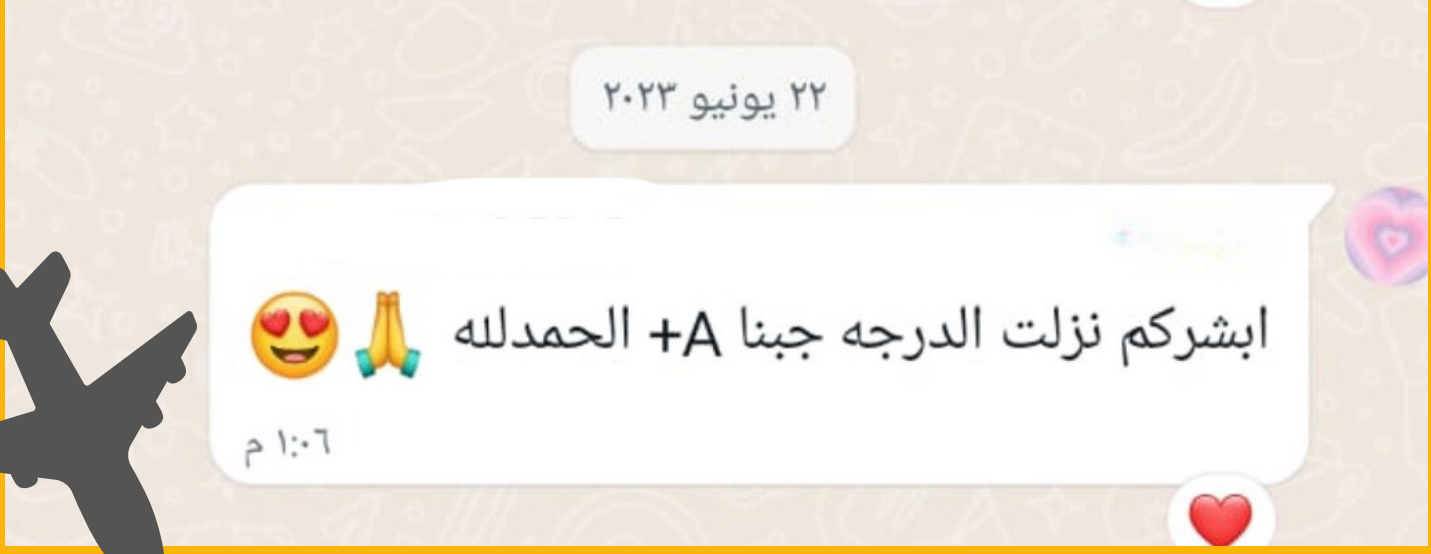 ٢٢ يونيو ٢٠٢٣
ابشركم نزلت الدرجه جبنا A+ الحمدلله 🙏😍
١:٠٦ م